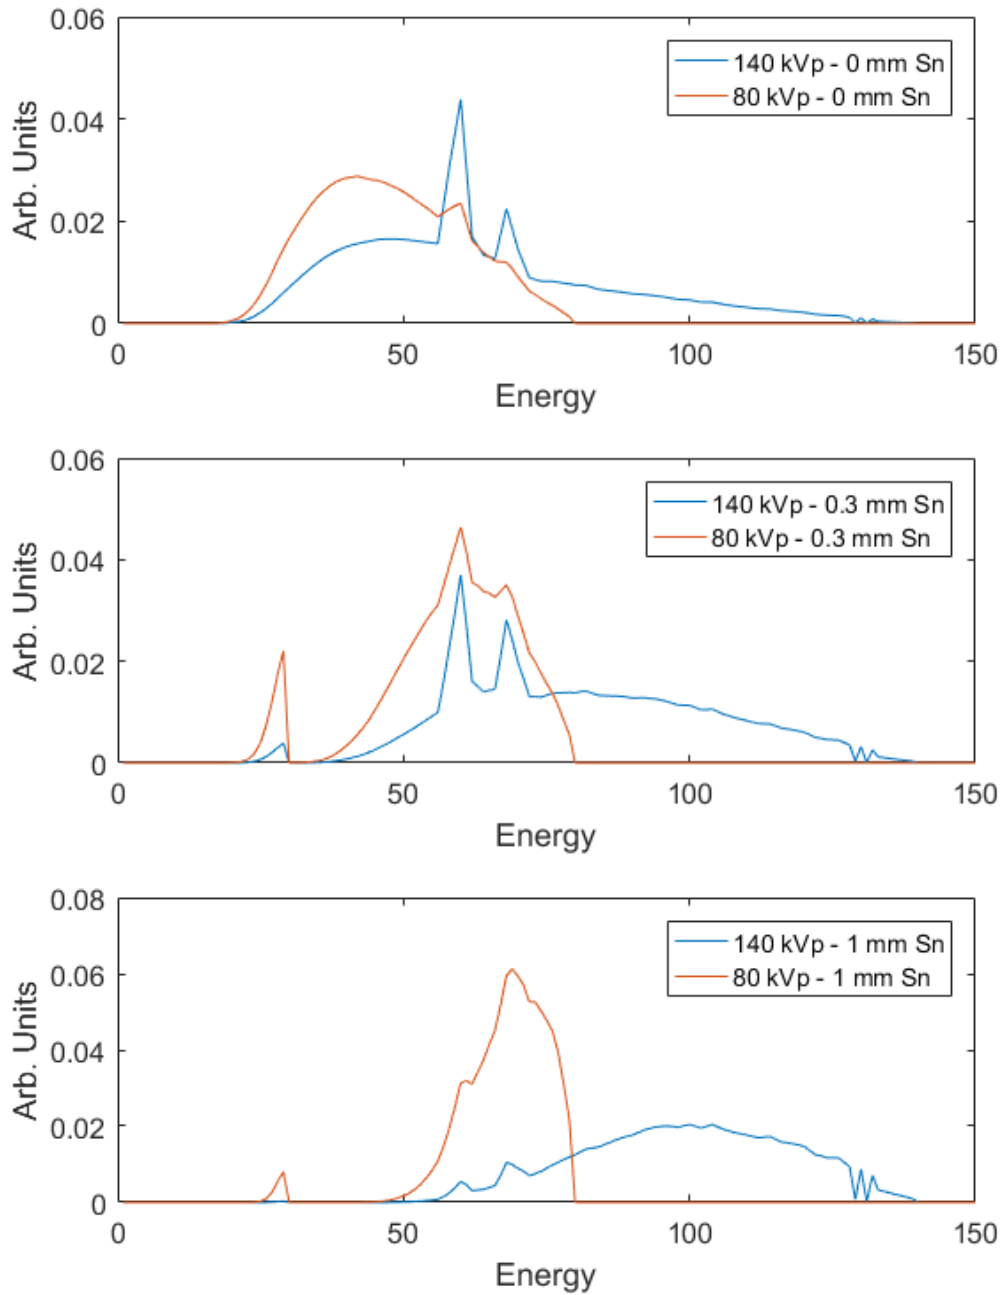 0.06
0.04
0.02
0
Arb. Units
140 kVp - 0 mm Sn
80 kVp - 0 mm Sn
0 50 100 150
Energy
0.06
0.04
0.02
0
Arb. Units
140 kVp - 0.3 mm Sn
80 kVp - 0.3 mm Sn
0 50 100 150
Energy
0.08
0.06
0.04
0.02
0
Arb. Units
140 kVp - 1 mm Sn
80 kVp - 1 mm Sn
0 50 100 150
Energy